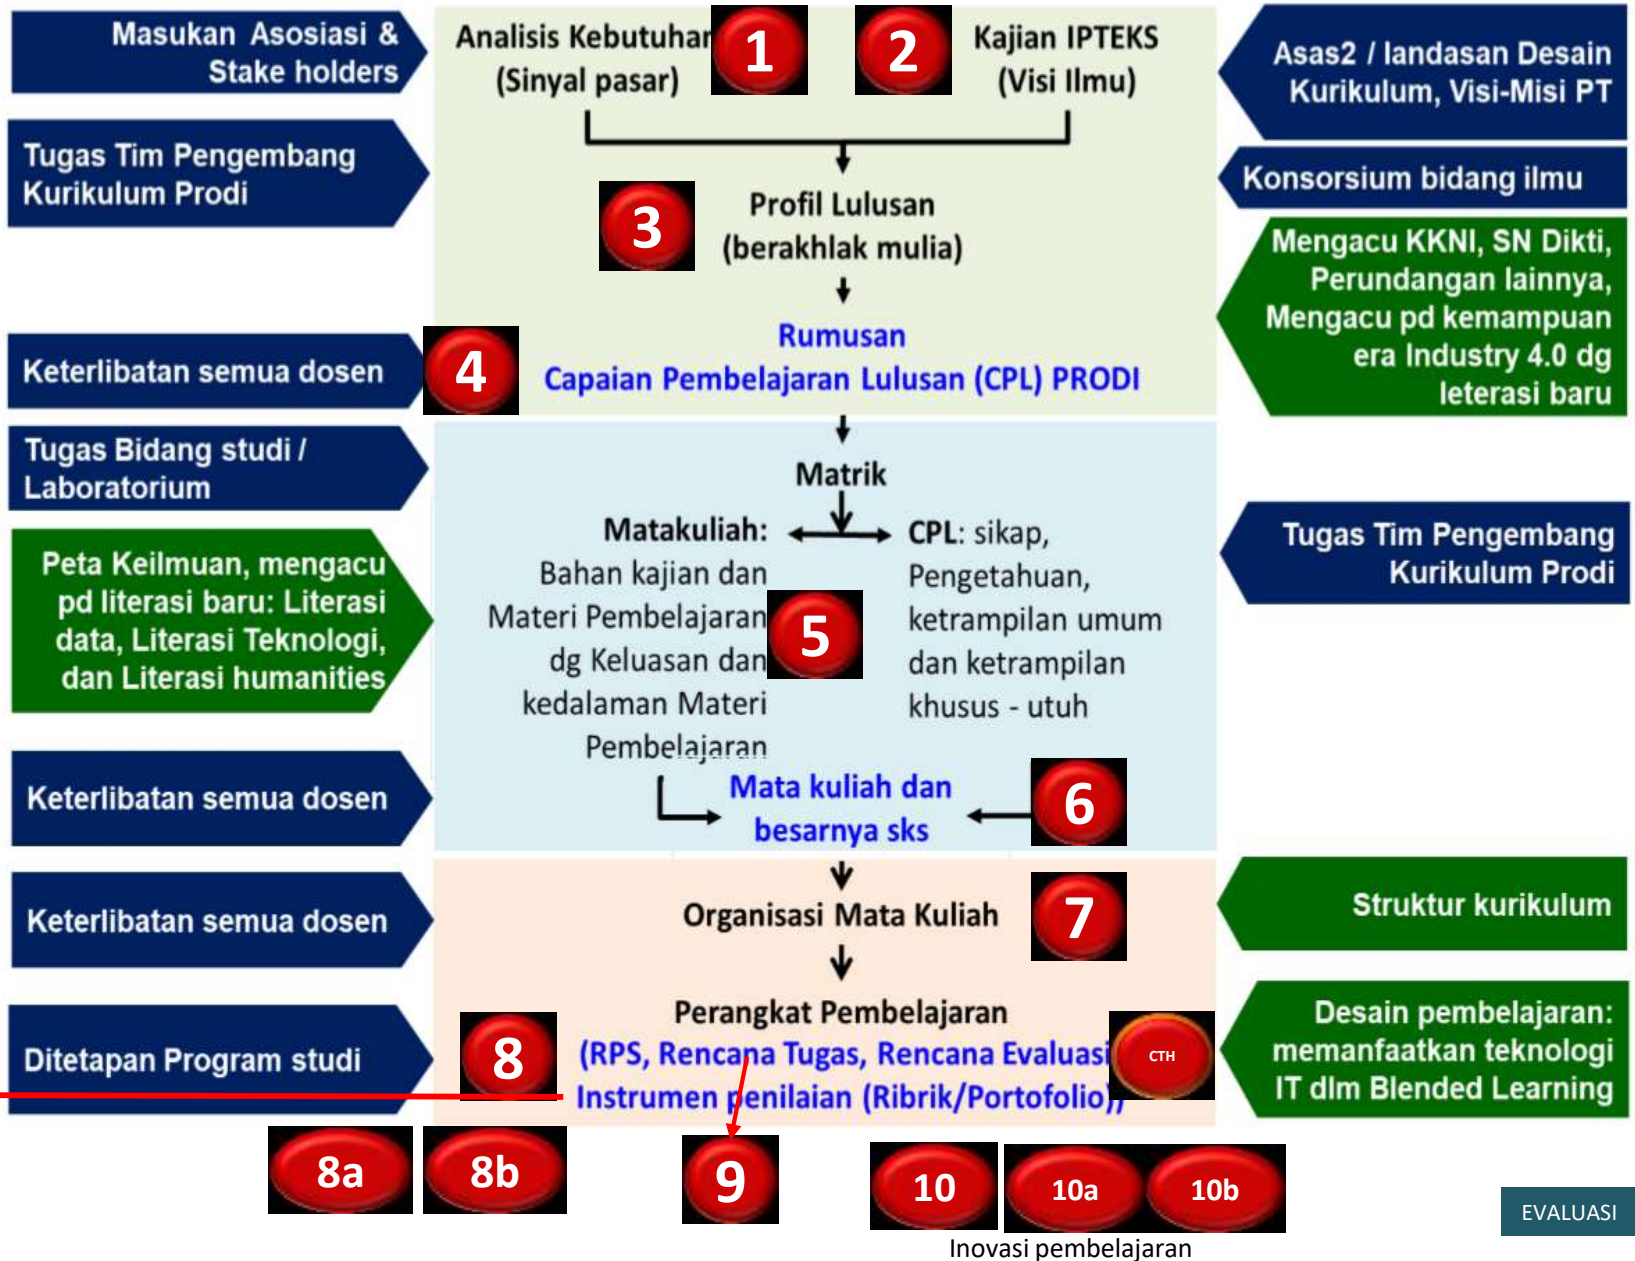 Masukan Asosiasi &
Stake holders
Analisis Kebutuhan
(Sinyal pasar)
1
2
Kajian IPTEKS
(Visi Ilmu)
Asas2 / landasan Desain
Kurikulum, Visi-Misi PT
Tugas Tim Pengembang
Kurikulum Prodi
Konsorsium bidang ilmu
3
Profil Lulusan
(berakhlak mulia)
Mengacu KKNI, SN Dikti,
Perundangan lainnya,
Mengacu pd kemampuan
era Industry 4.0 dg
leterasi baru
Keterlibatan semua dosen
4
Rumusan
Capaian Pembelajaran Lulusan (CPL) PRODI
Tugas Bidang studi /
Laboratorium
Matrik
Matakuliah:
Bahan kajian dan
Materi Pembelajaran
dg Keluasan dan
kedalaman Materi
Pembelajaran
5
CPL: sikap,
Pengetahuan,
ketrampilan umum
dan ketrampilan
khusus - utuh
Tugas Tim Pengembang
Kurikulum Prodi
Peta Keilmuan, mengacu
pd literasi baru: Literasi
data, Literasi Teknologi,
dan Literasi humanities
Keterlibatan semua dosen
Mata kuliah dan
besarnya sks
6
Keterlibatan semua dosen
Organisasi Mata Kuliah
7
Struktur kurikulum
Ditetapan Program studi
8
Perangkat Pembelajaran
(RPS, Rencana Tugas, Rencana Evaluasi
Instrumen penilaian (Ribrik/Portofolio))
CTH
Desain pembelajaran:
memanfaatkan teknologi
IT dlm Blended Learning
8a
8b
9
10
10a
10b
EVALUASI
Inovasi pembelajaran